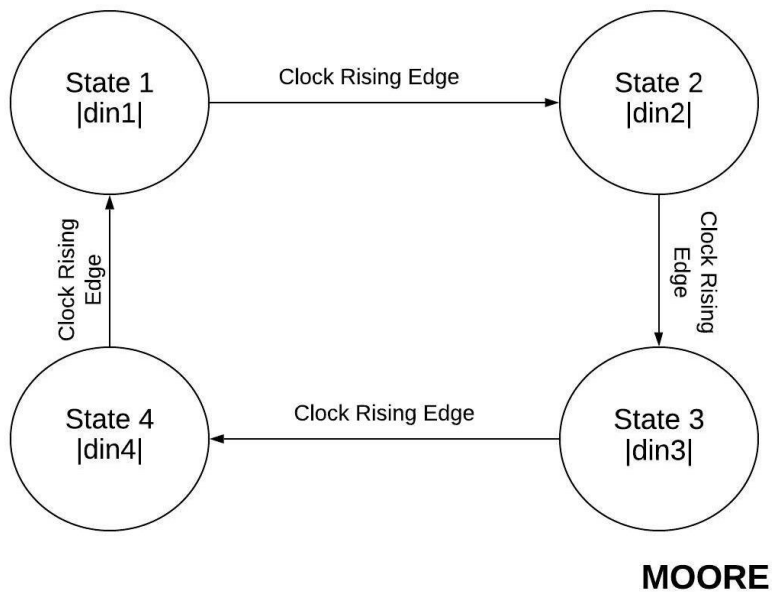 State 1
|din1|
Clock Rising Edge
State 2
|din2|
Clock Rising
Edge
Clock Rising
Edge
State 4
|din4|
Clock Rising Edge
State 3
|din3|
MOORE